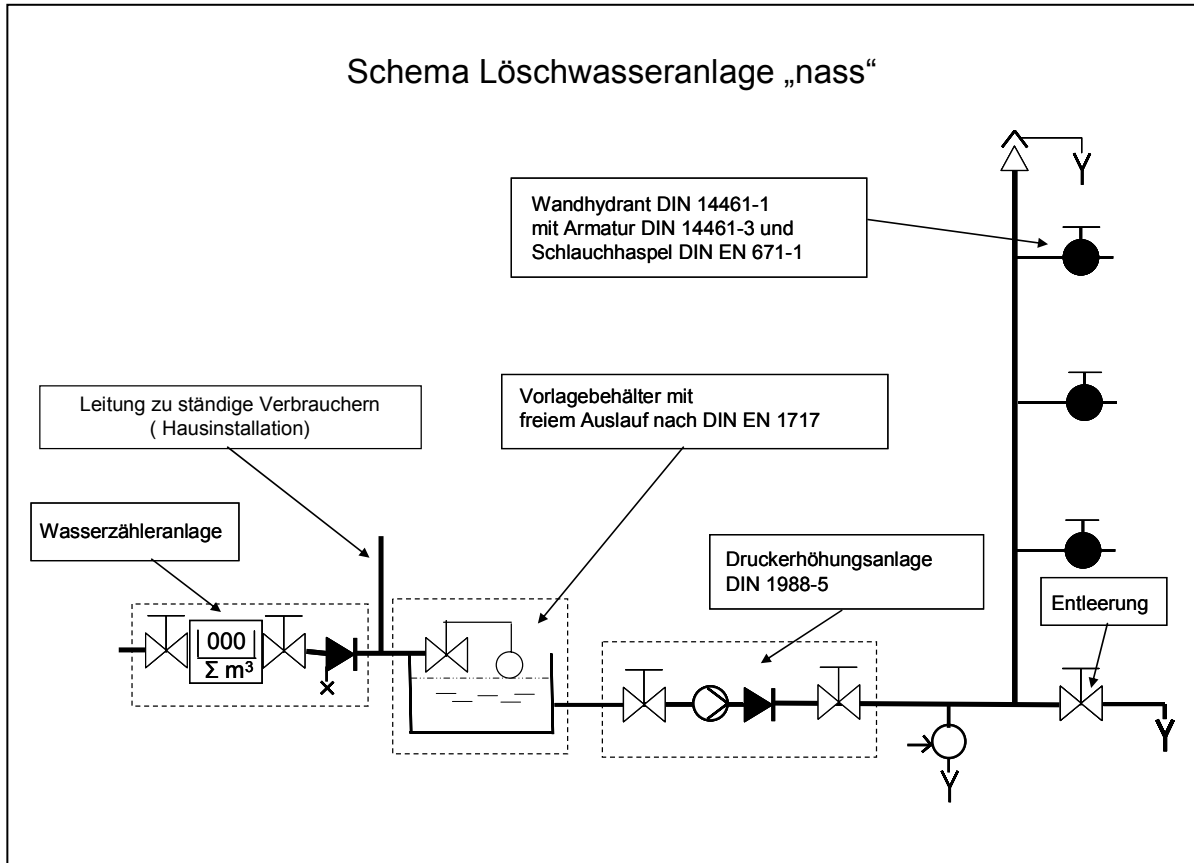 Schema Löschwasseranlage „nass“
Wandhydrant DIN 14461-1
mit Armatur DIN 14461-3 und
Schlauchhaspel DIN EN 671-1
Leitung zu ständige Verbrauchern
( Hausinstallation)
Vorlagebehälter mit
freiem Auslauf nach DIN EN 1717
Wasserzähleranlage
Druckerhöhungsanlage
DIN 1988-5
Entleerung
000
Σ m³